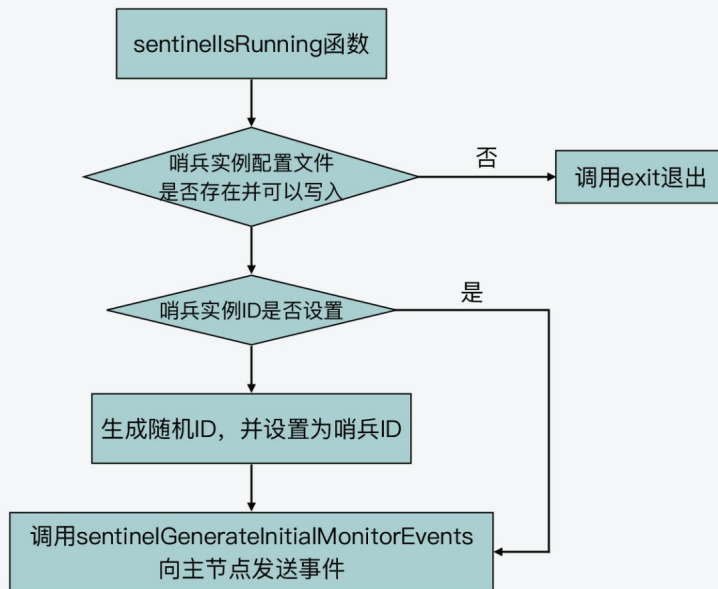 sentinelIsRunning函数
哨兵实例配置文件
是否存在并可以写入
否
调用exit退出
哨兵实例ID是否设置
是
生成随机ID，并设置为哨兵ID
调用sentinelGenerateInitialMonitorEvents
向主节点发送事件